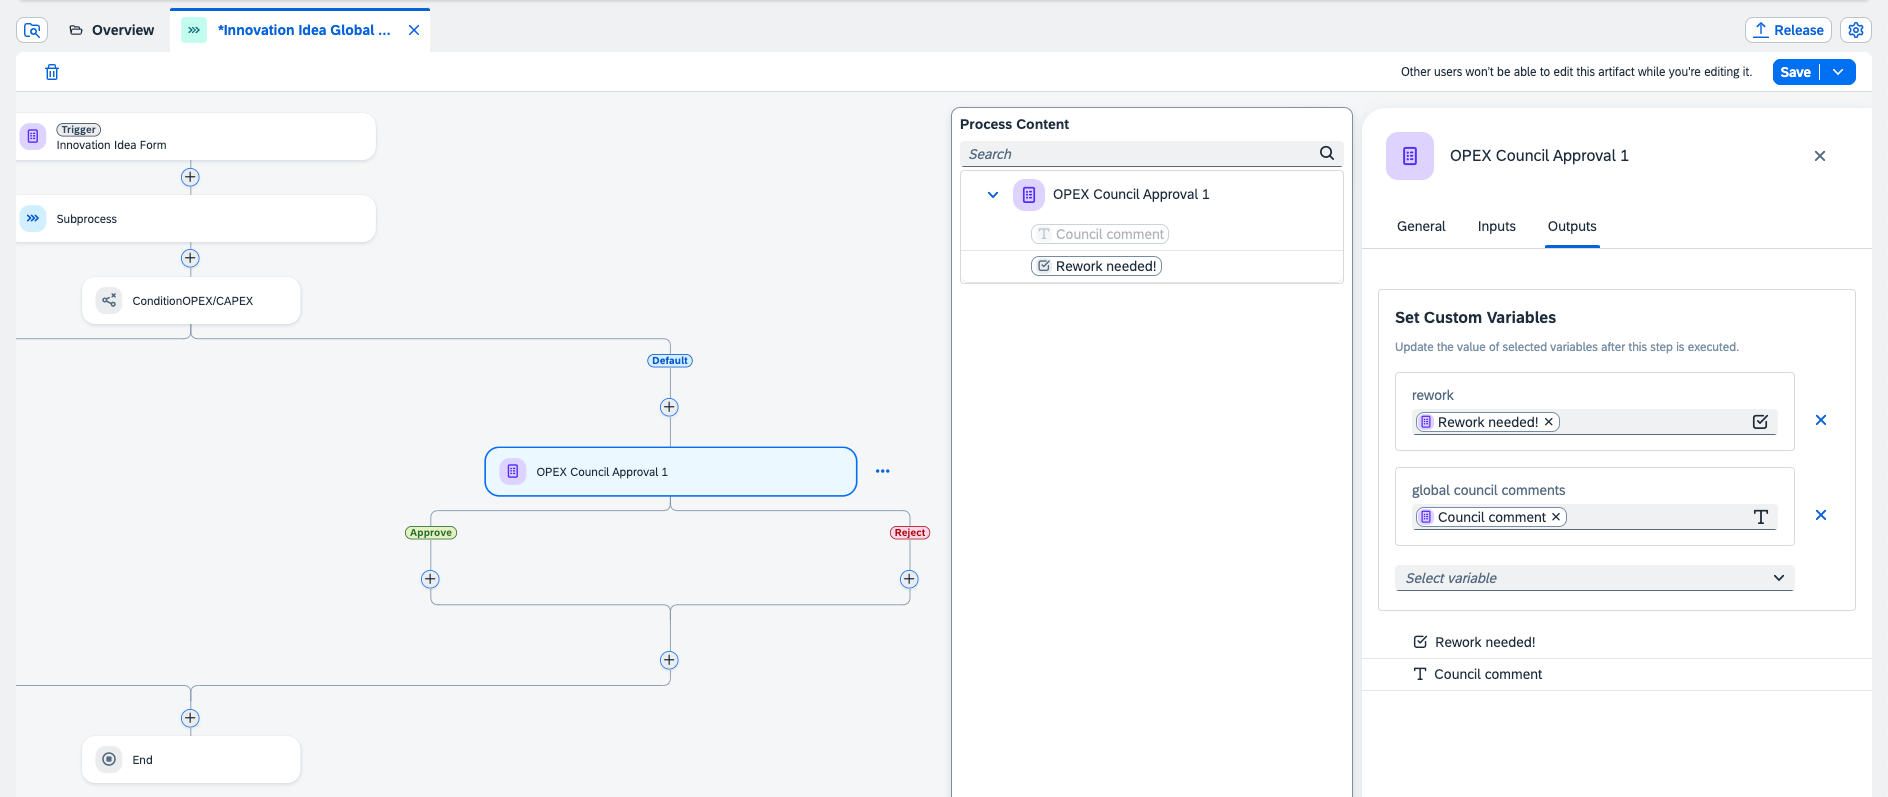 Overview
*Innovation Idea Global ...
Release
Other users won't be able to edit this artifact while you're editing it.
Save
Trigger
Innovation Idea Form
Subprocess
ConditionOPEX/CAPEX
Default
OPEX Council Approval 1
Approve
Reject
End
Process Content
Search
OPEX Council Approval 1
Council comment
Rework needed!
OPEX Council Approval 1
General Inputs Outputs
Set Custom Variables
Update the value of selected variables after this step is executed.
rework
Rework needed!
global council comments
Council comment
Select variable
Rework needed!
Council comment